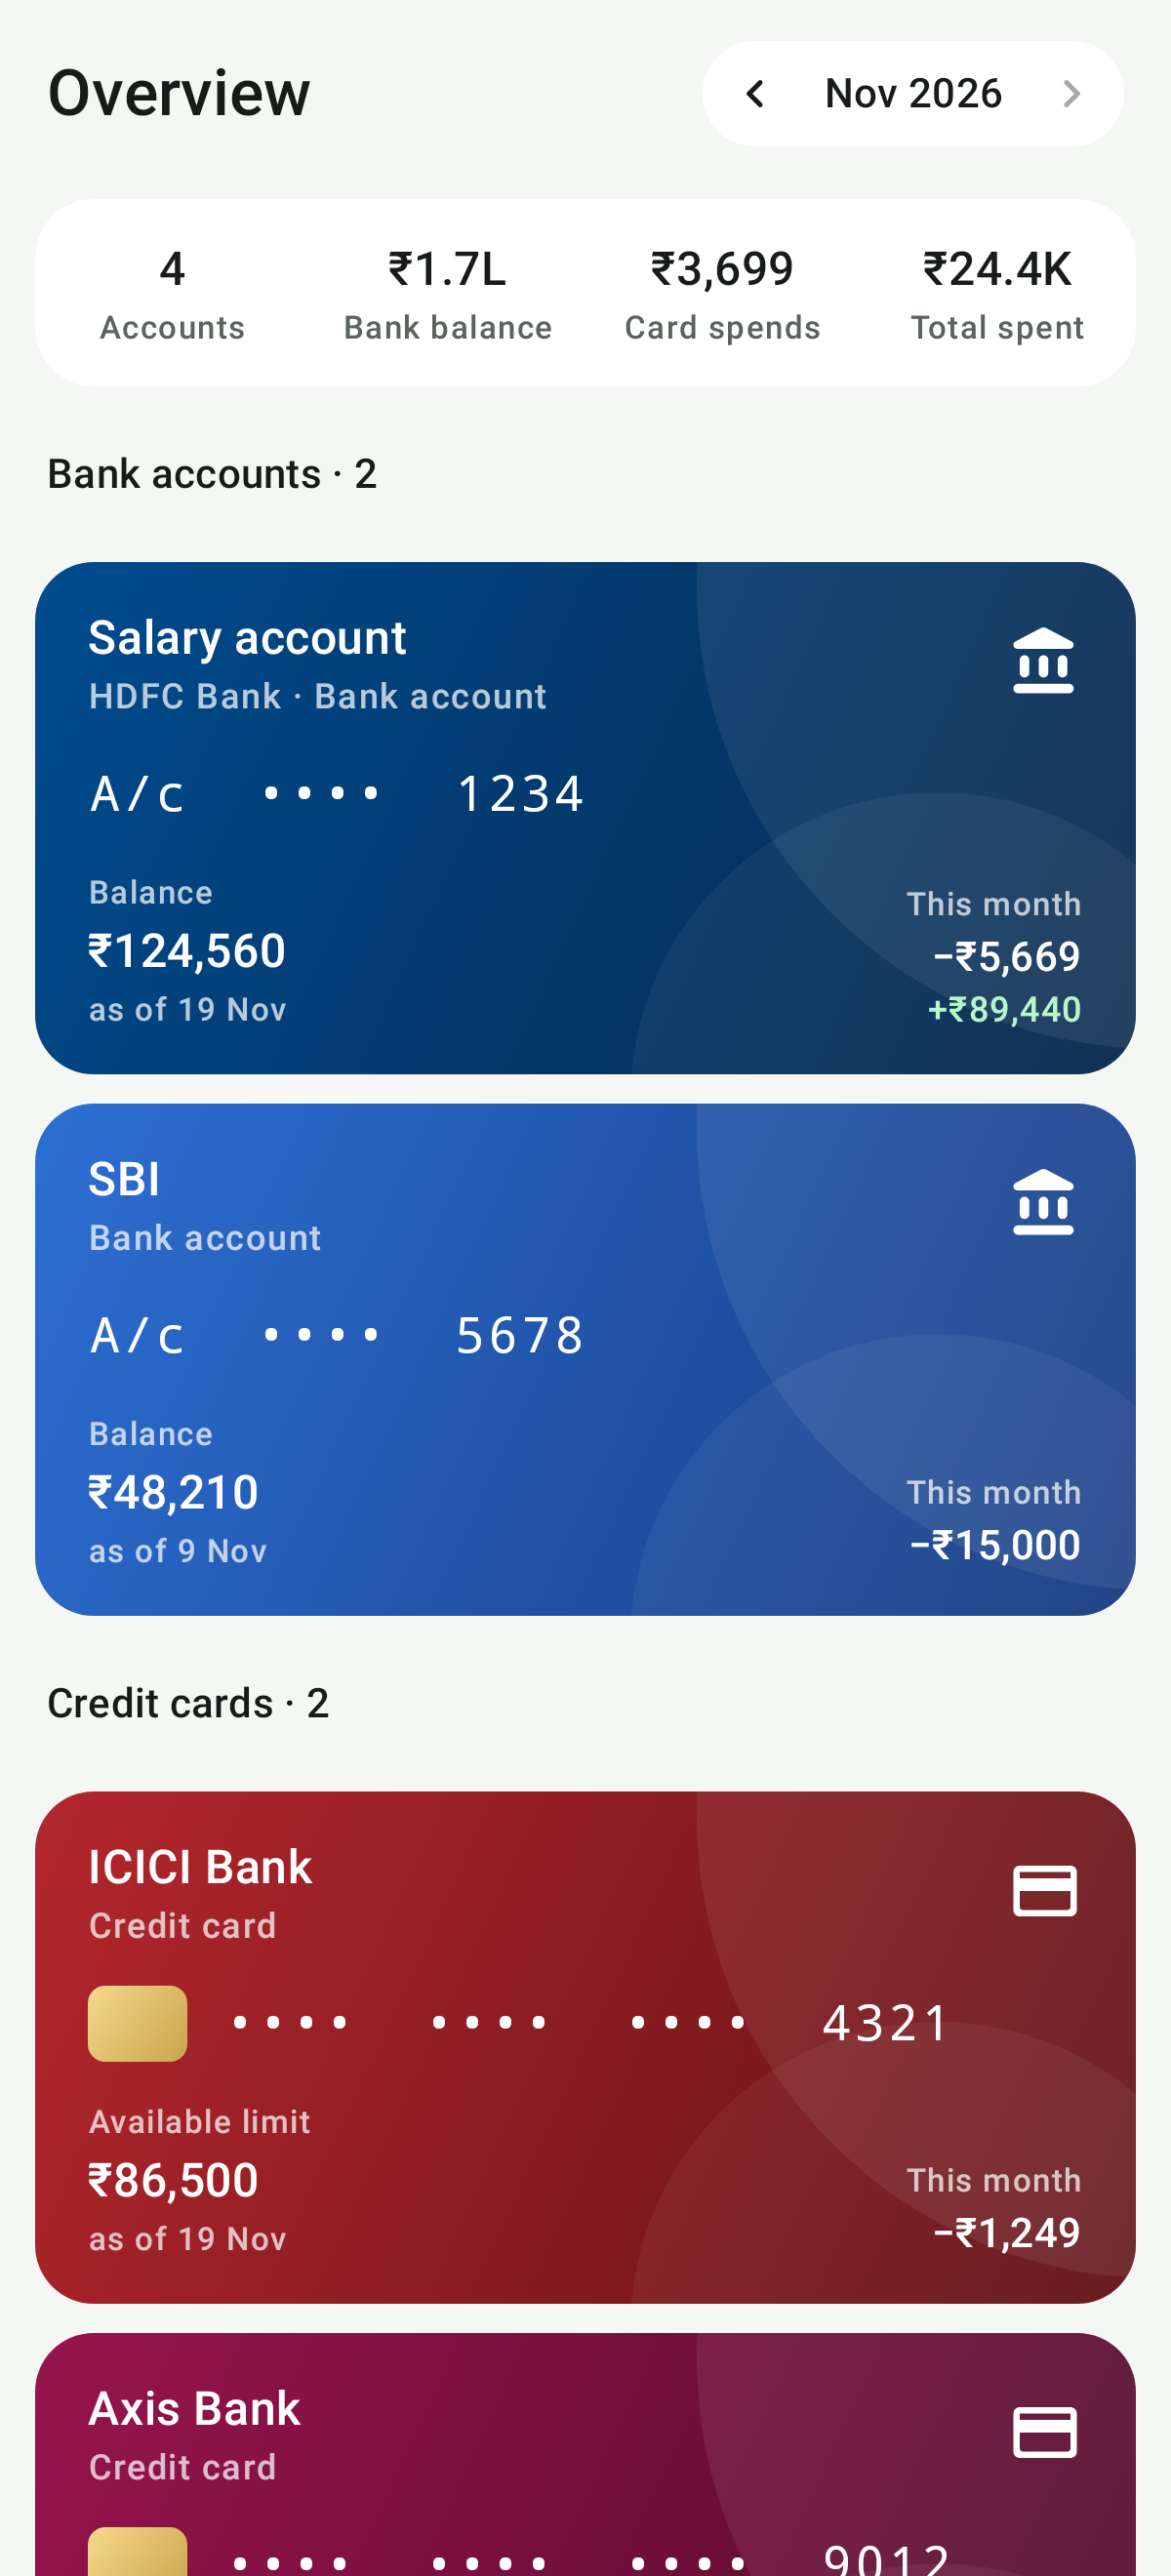 Overview
Nov 2026
4
₹1.7L
₹3,699
₹24.4K
Accounts
Bank balance
Card spends
Total spent
Bank accounts · 2
Salary account
HDFC Bank · Bank account
A/c •••• 1234
Balance
₹124,560
as of 19 Nov
This month
−₹5,669
+₹89,440
SBI
Bank account
A/c •••• 5678
Balance
₹48,210
as of 9 Nov
This month
−₹15,000
Credit cards · 2
ICICI Bank
Credit card
•••• •••• •••• 4321
Available limit
₹86,500
as of 19 Nov
This month
−₹1,249
Axis Bank
Credit card
•••• •••• •••• 9012